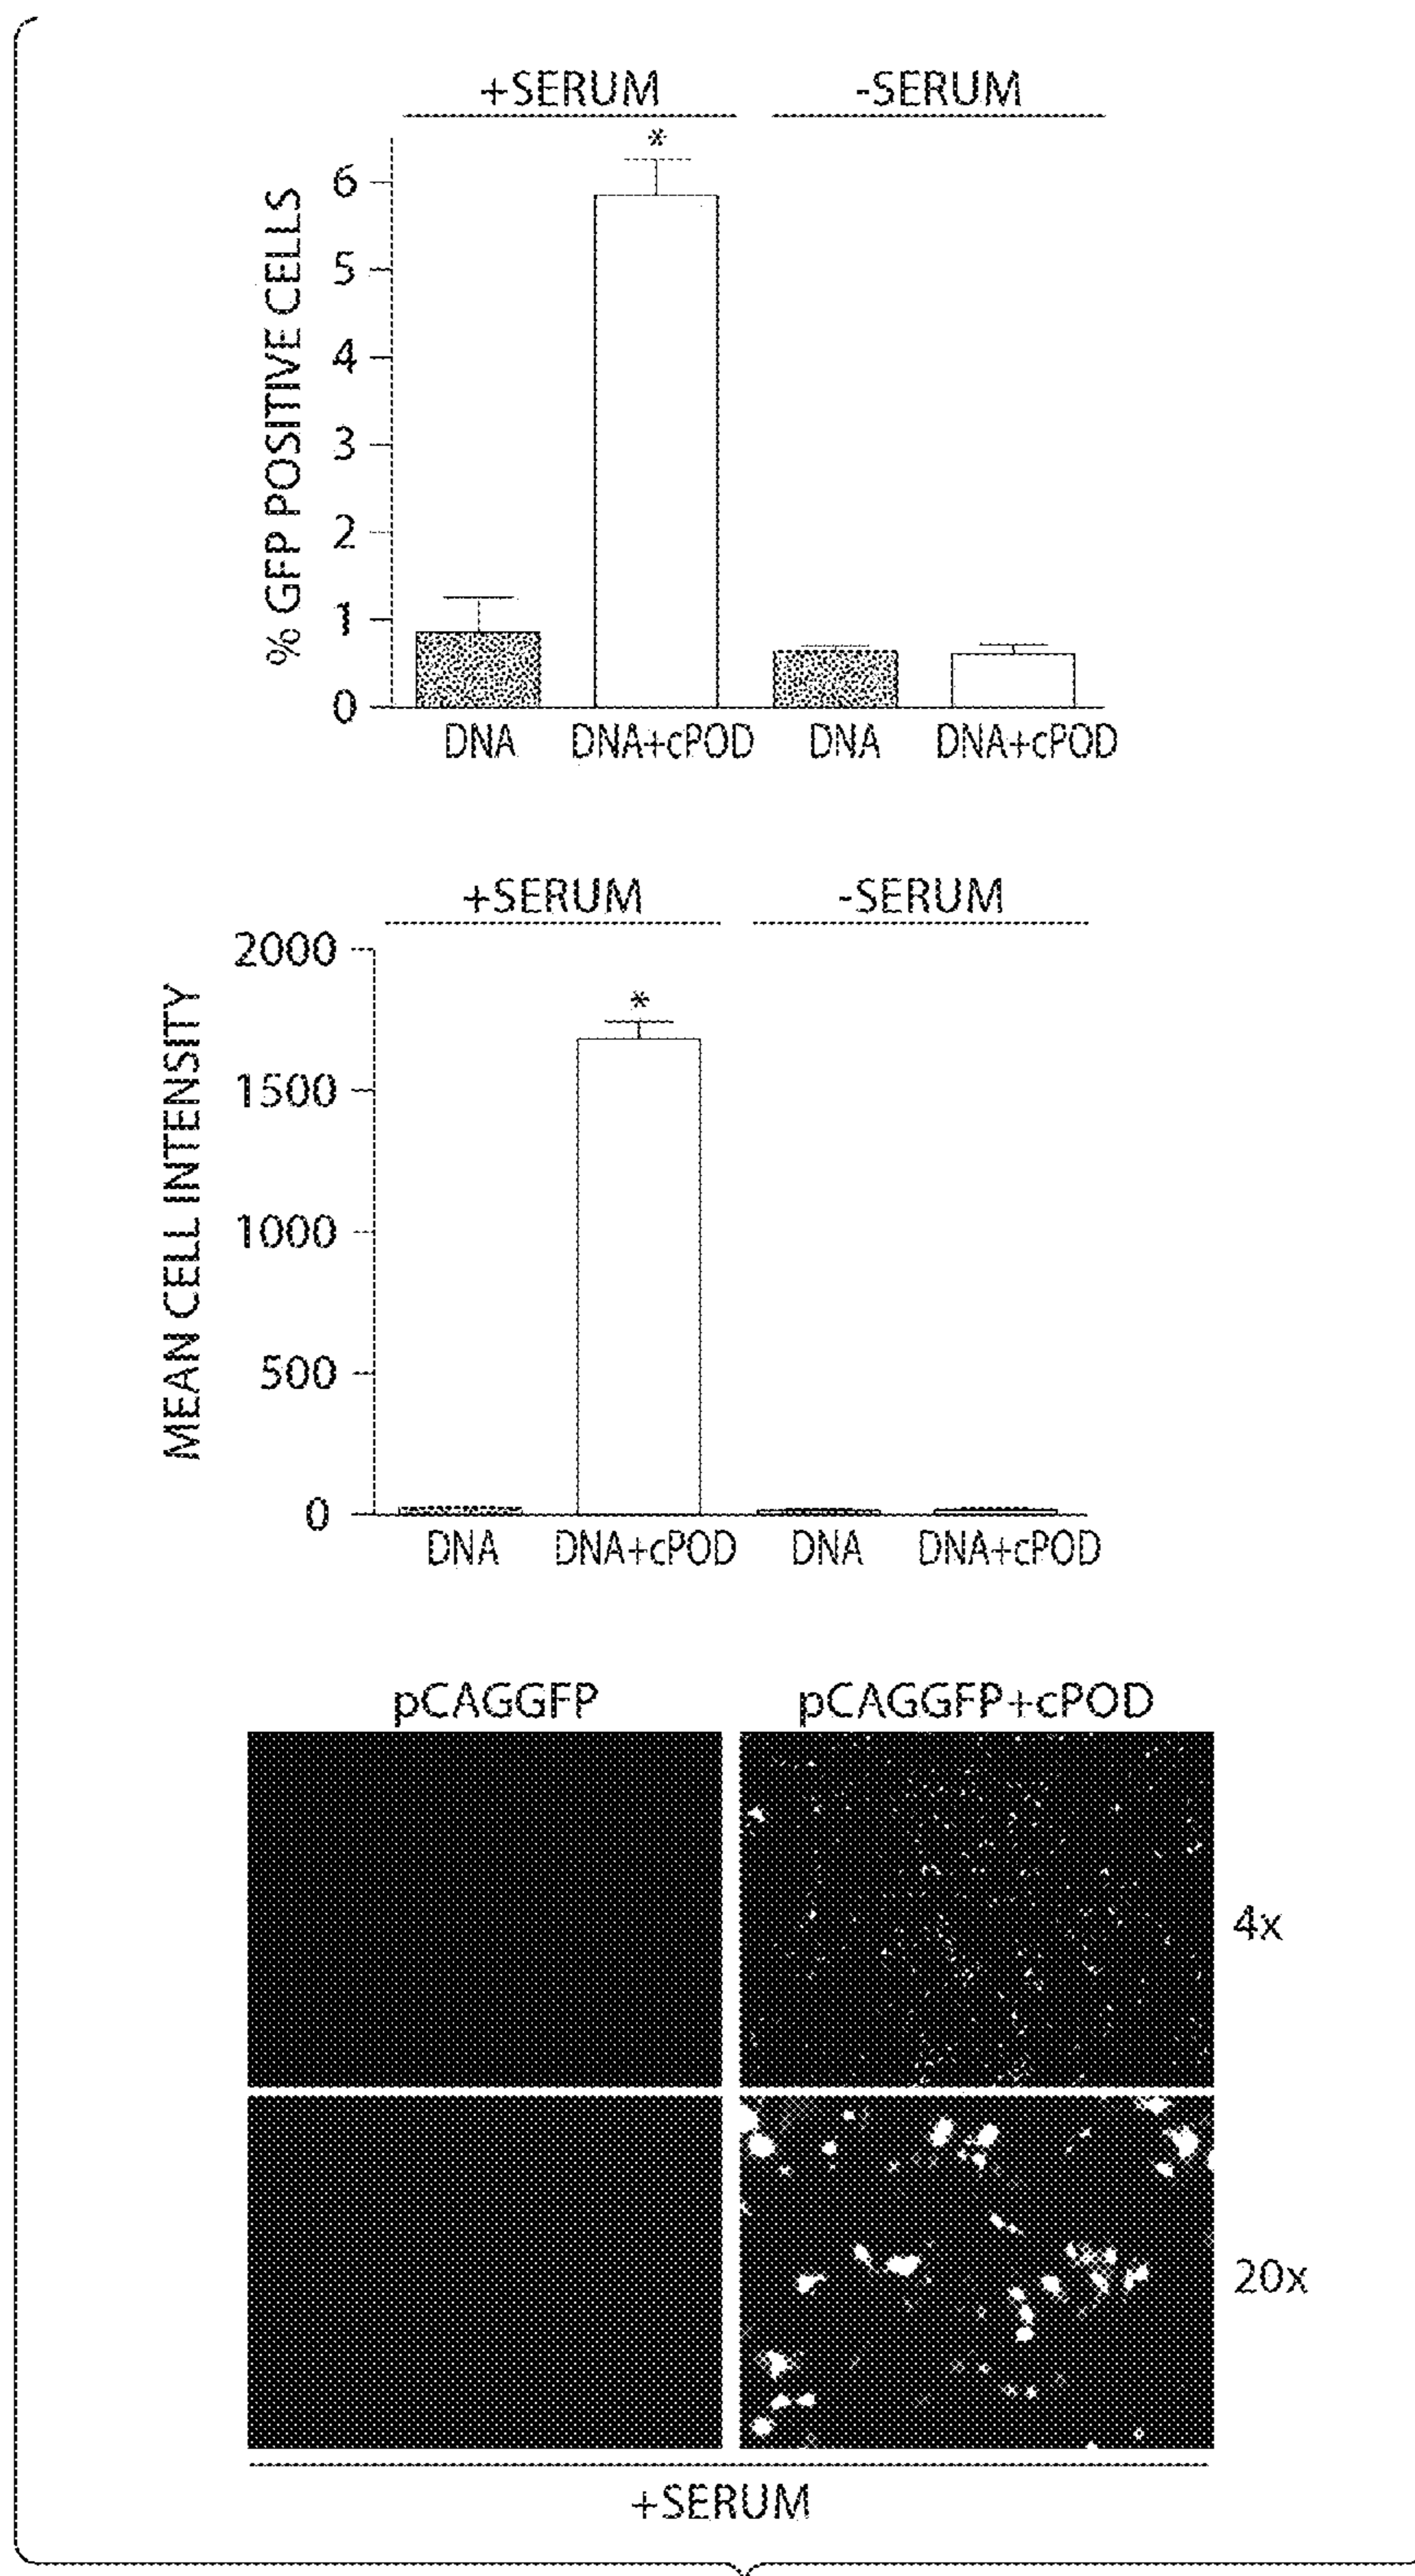 +SERUM -SERUM
*
% GFP POSITIVE CELLS
6
5
4
3
2
1
0
DNA DNA+cPOD DNA DNA+cPOD
+SERUM -SERUM
*
MEAN CELL INTENSITY
2000
1500
1000
500
0
DNA DNA+cPOD DNA DNA+cPOD
pCAGGFP pCAGGFP+cPOD
4x
20x
+SERUM